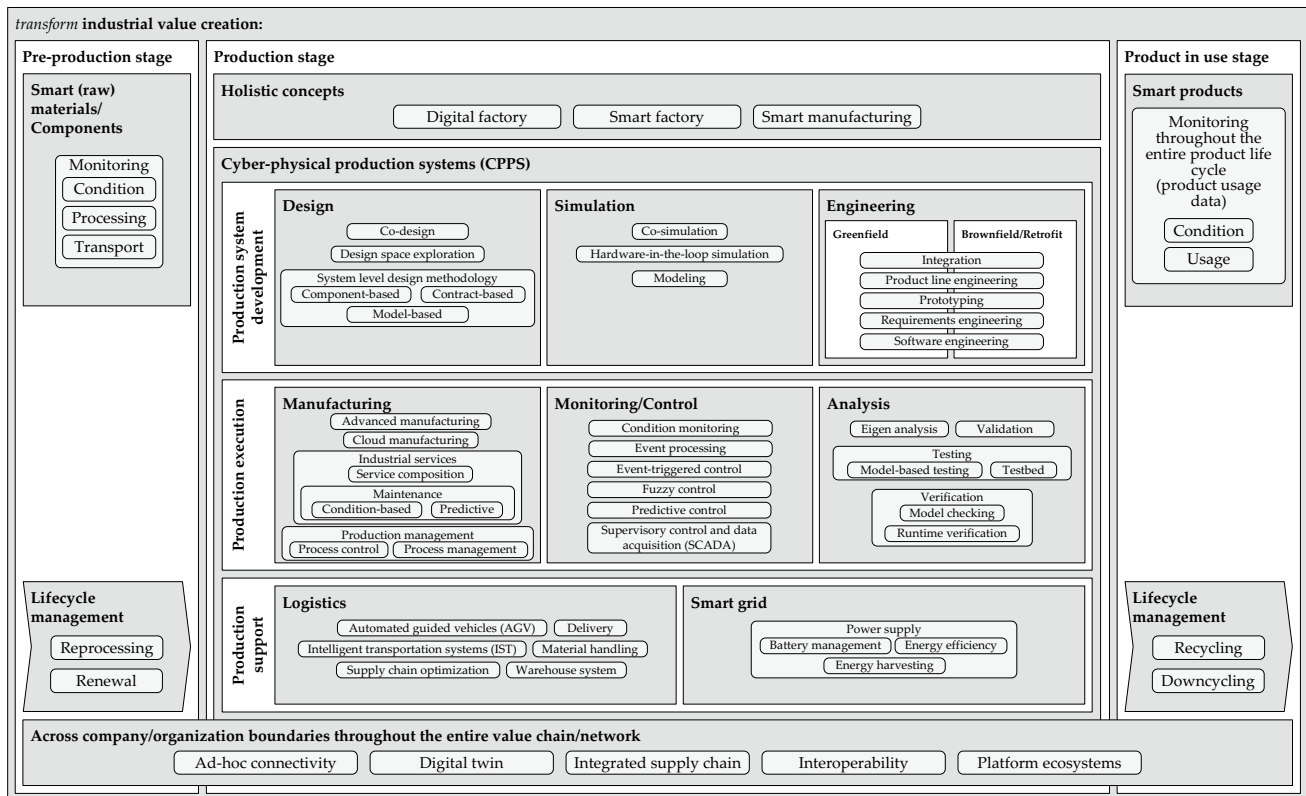 transform industrial value creation:
Pre-production stage
Smart (raw)
materials/
Components
Monitoring
Condition
Processing
Transport
Lifecycle
management
Reprocessing
Renewal
Production stage
Holistic concepts
Digital factory
Smart factory
Smart manufacturing
Cyber-physical production systems (CPPS)
Production system
development
Design
Co-design
Design space exploration
System level design methodology
Component-based
Contract-based
Model-based
Simulation
Co-simulation
Hardware-in-the-loop simulation
Modeling
Engineering
Greenfield
Brownfield/Retrofit
Integration
Product line engineering
Prototyping
Requirements engineering
Software engineering
Production execution
Manufacturing
Advanced manufacturing
Cloud manufacturing
Industrial services
Service composition
Maintenance
Condition-based
Predictive
Production management
Process control
Process management
Monitoring/Control
Condition monitoring
Event processing
Event-triggered control
Fuzzy control
Predictive control
Supervisory control and data
acquisition (SCADA)
Analysis
Eigen analysis
Validation
Testing
Model-based testing
Testbed
Verification
Model checking
Runtime verification
Production
support
Logistics
Automated guided vehicles (AGV)
Delivery
Intelligent transportation systems (IST)
Material handling
Supply chain optimization
Warehouse system
Smart grid
Power supply
Battery management
Energy efficiency
Energy harvesting
Product in use stage
Smart products
Monitoring
throughout the
entire product life
cycle
(product usage
data)
Condition
Usage
Lifecycle
management
Recycling
Downcycling
Across company/organization boundaries throughout the entire value chain/network
Ad-hoc connectivity
Digital twin
Integrated supply chain
Interoperability
Platform ecosystems